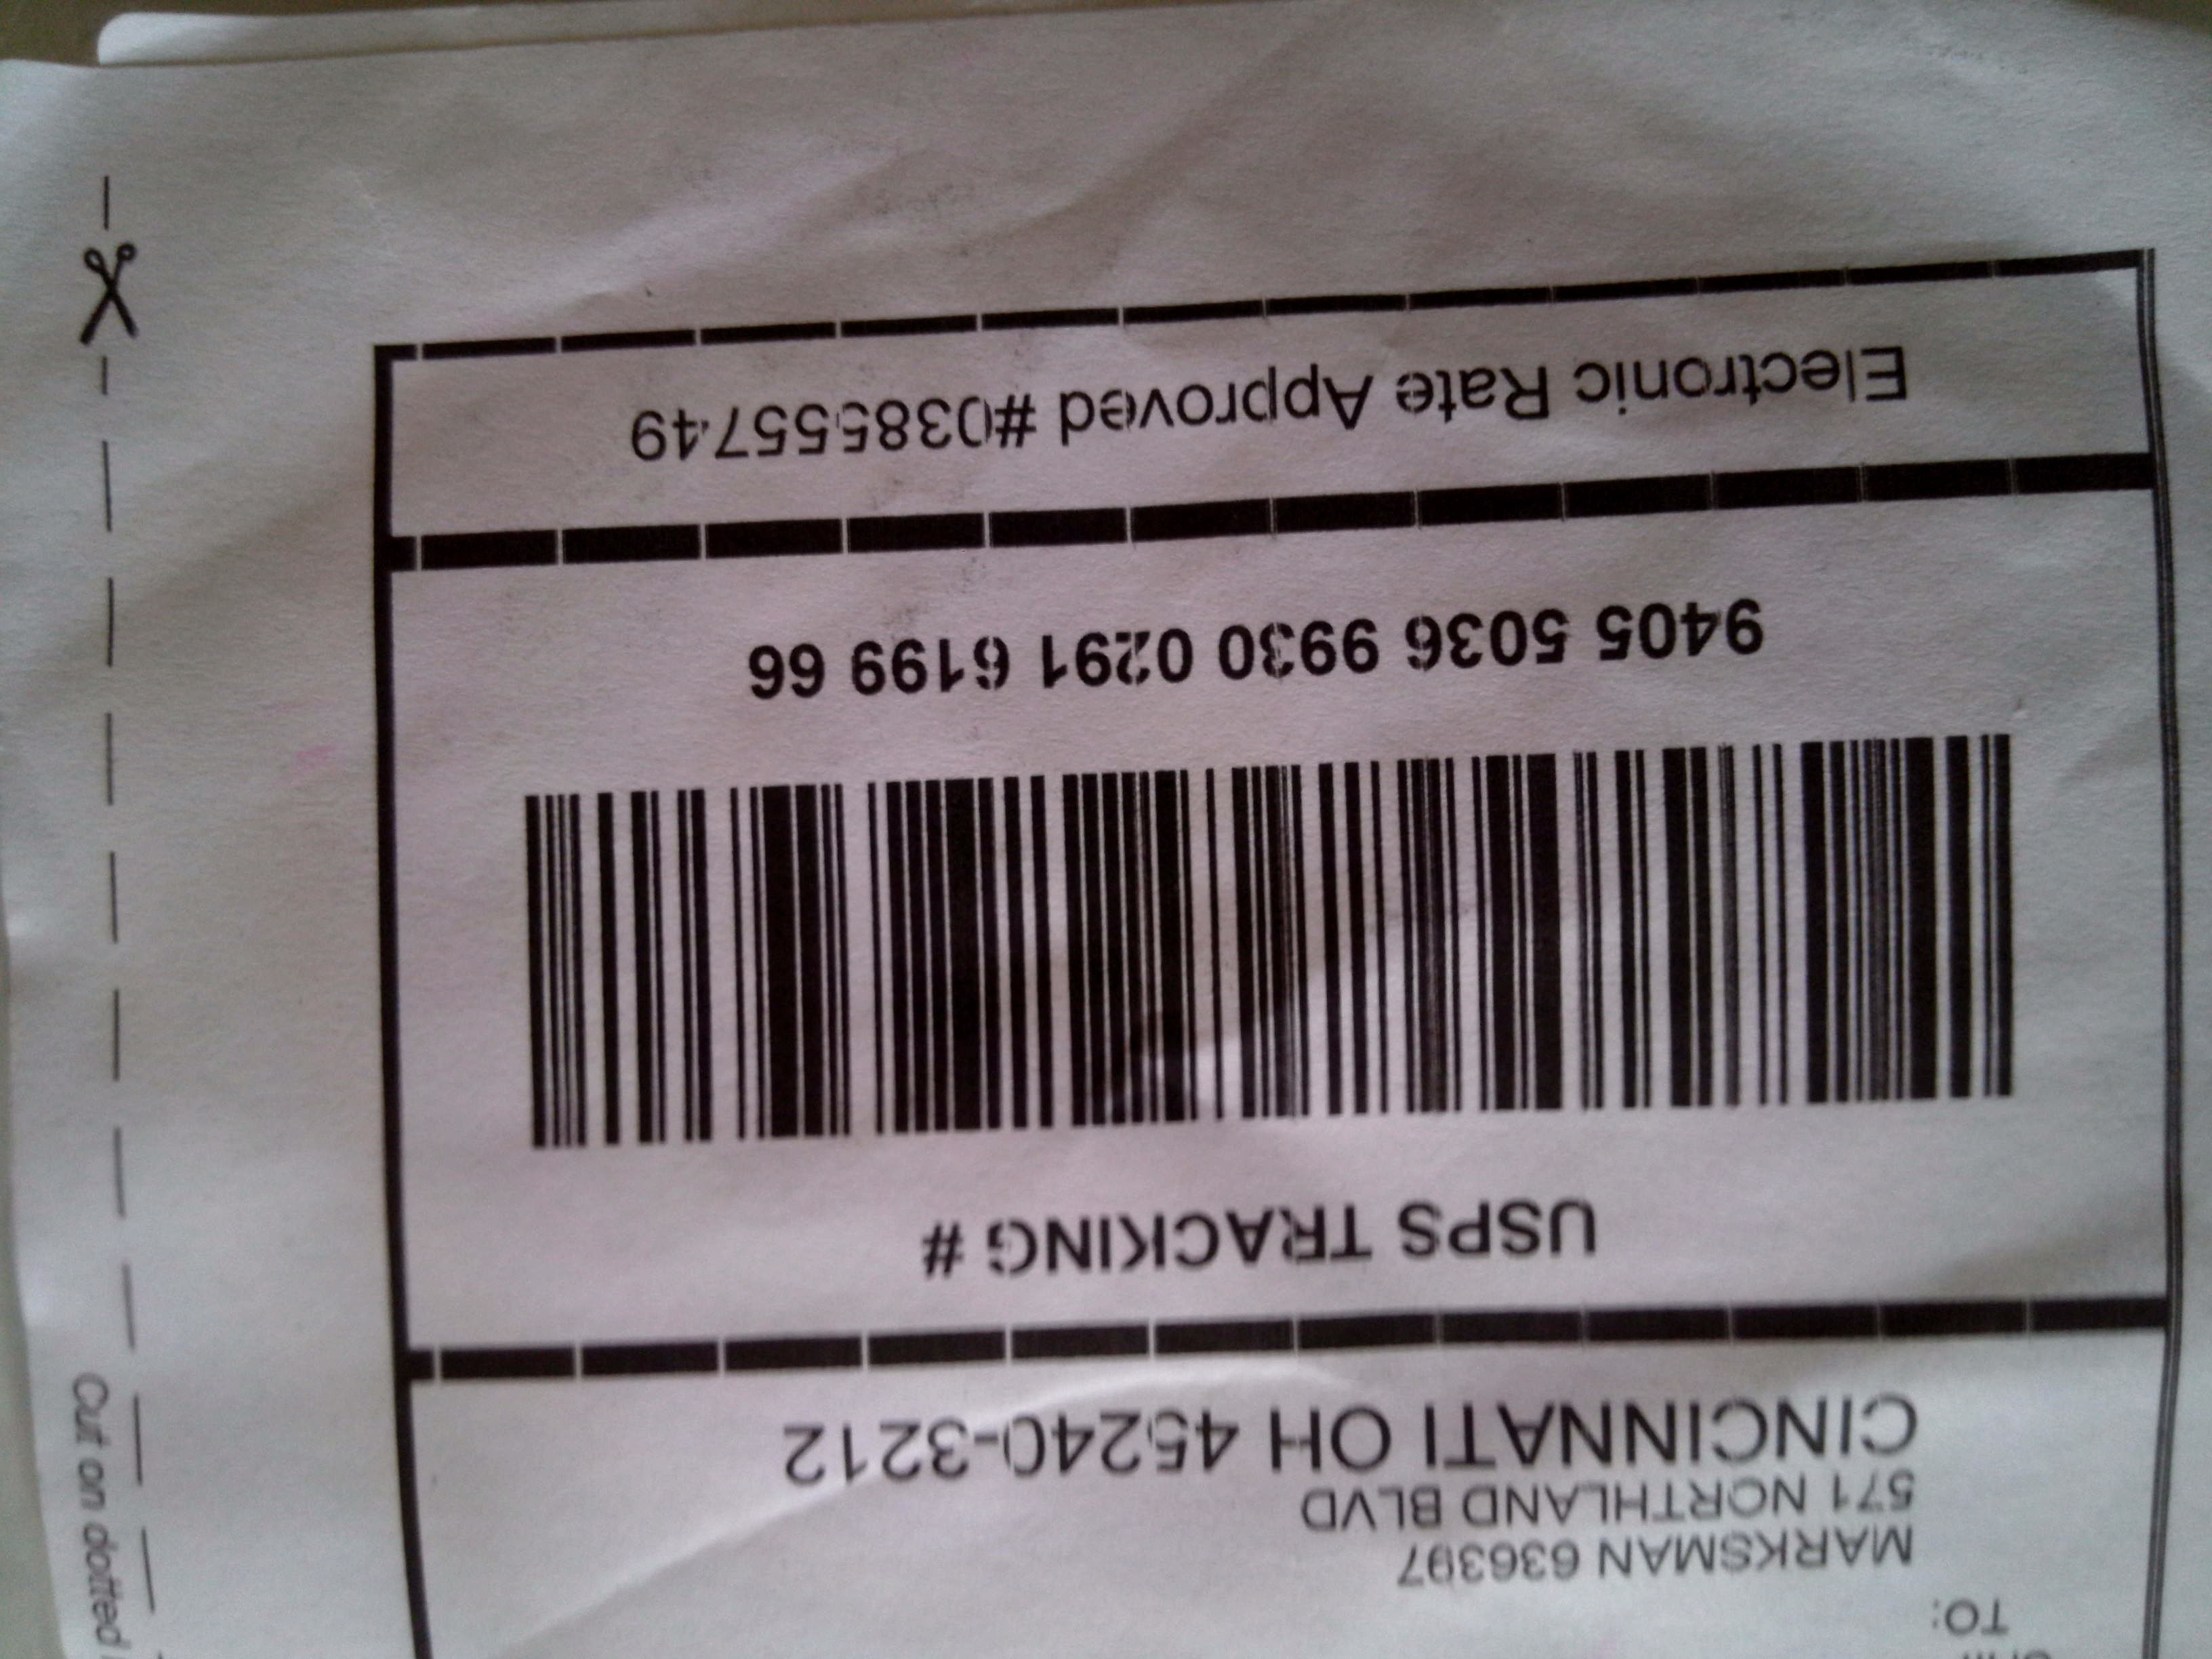 TO:
MARKSMAN 636397
571 NORTHLAND BLVD
CINCINNATI OH 45240-3212
USPS TRACKING #
9405 5036 9930 0291 6199 66
Electronic Rate Approved #038555749
Cut on dotted